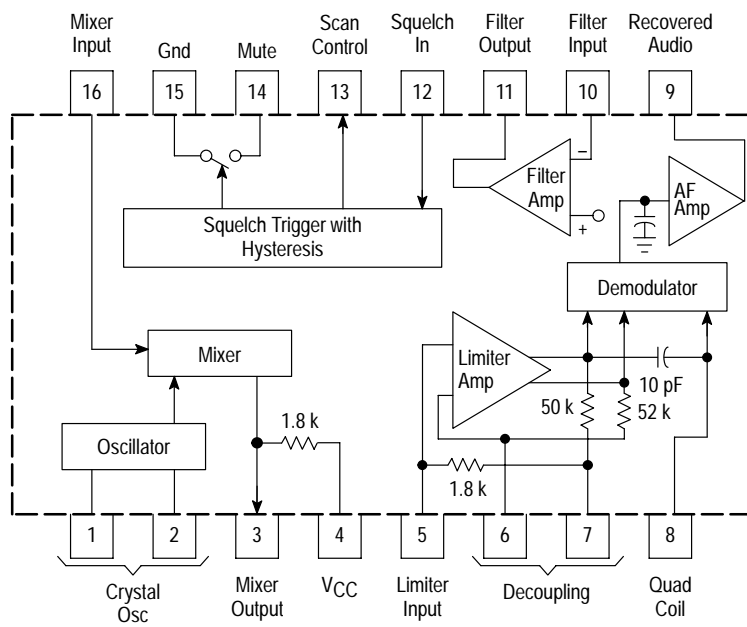 Mixer
Input
Gnd
Mute
Scan
Control
Squelch
In
Filter
Output
Filter
Input
Recovered
Audio
16
15
14
13
12
11
10
9
Squelch Trigger with
Hysteresis
Filter
Amp
–
+
AF
Amp
Demodulator
Mixer
Limiter
Amp
10 pF
50 k
52 k
1.8 k
Oscillator
1.8 k
1
2
3
4
5
6
7
8
Crystal
Osc
Mixer
Output
VCC
Limiter
Input
Decoupling
Quad
Coil